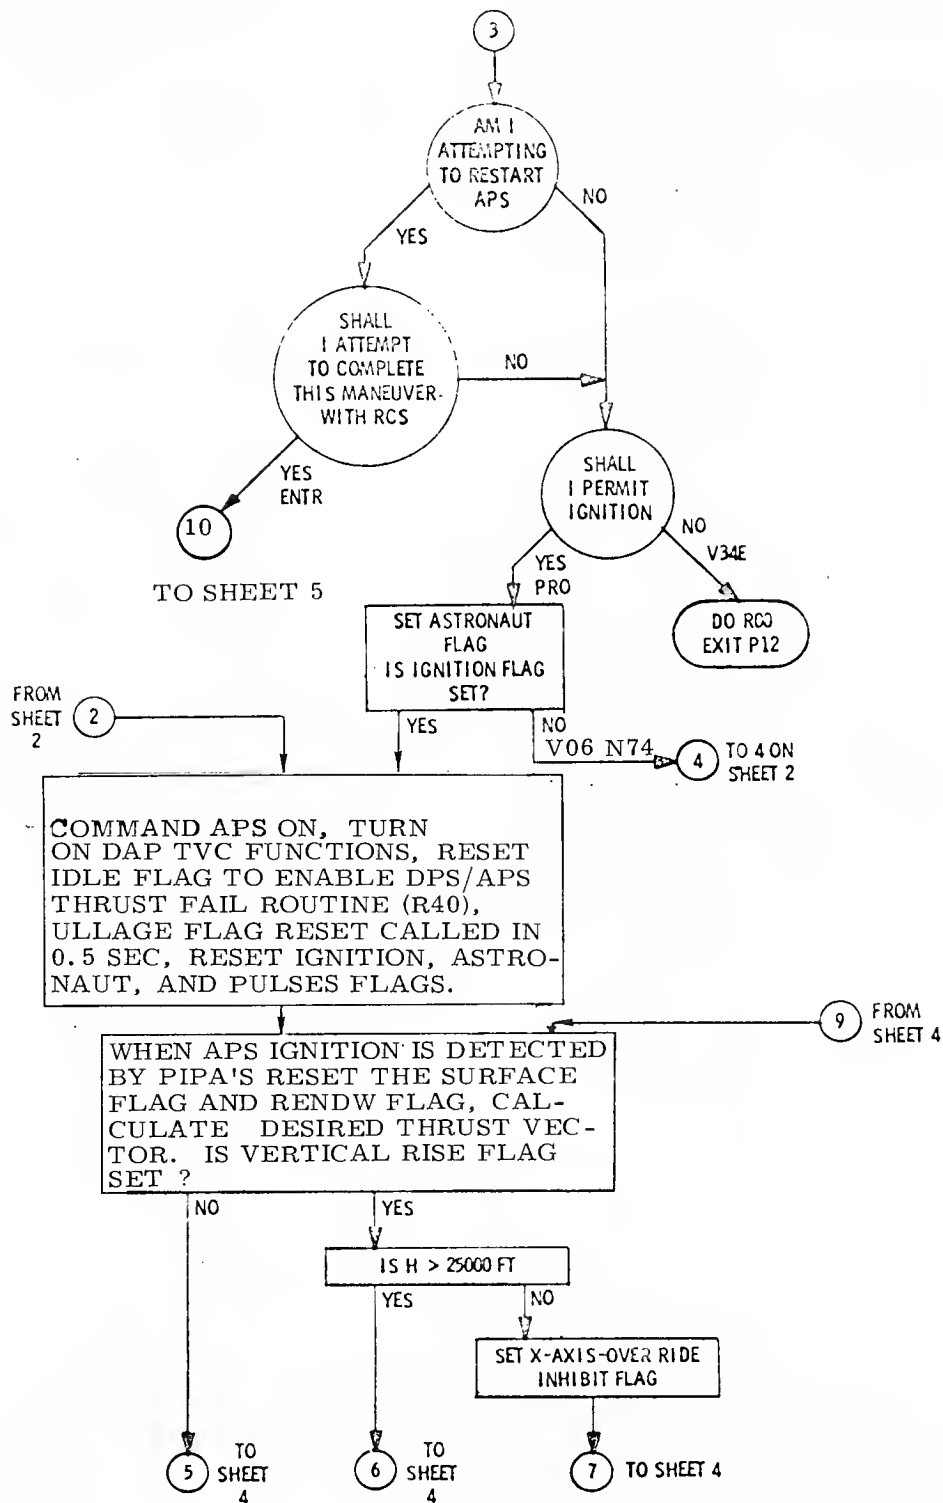 3
AM I
ATTEMPTING
TO RESTART
APS
NO
YES
SHALL
I ATTEMPT
TO COMPLETE
THIS MANEUVER-
WITH RCS
NO
YES
ENTR
10
TO SHEET 5
SHALL
I PERMIT
IGNITION
NO
V34E
YES
PRO
DO R00
EXIT P12
SET ASTRONAUT
FLAG
IS IGNITION FLAG
SET?
FROM
SHEET
2
2
YES
NO
V06 N74
4
TO 4 ON
SHEET 2
COMMAND APS ON, TURN
ON DAP TVC FUNCTIONS, RESET
IDLE FLAG TO ENABLE DPS/APS
THRUST FAIL ROUTINE (R40),
ULLAGE FLAG RESET CALLED IN
0.5 SEC, RESET IGNITION, ASTRO-
NAUT, AND PULSES FLAGS.
9
FROM
SHEET 4
WHEN APS IGNITION IS DETECTED
BY PIPA'S RESET THE SURFACE
FLAG AND RENDW FLAG, CAL-
CULATE DESIRED THRUST VEC-
TOR. IS VERTICAL RISE FLAG
SET ?
NO
YES
IS H > 25000 FT
YES
NO
SET X-AXIS-OVER RIDE
INHIBIT FLAG
5
TO
SHEET
4
6
TO
SHEET
4
7
TO SHEET 4